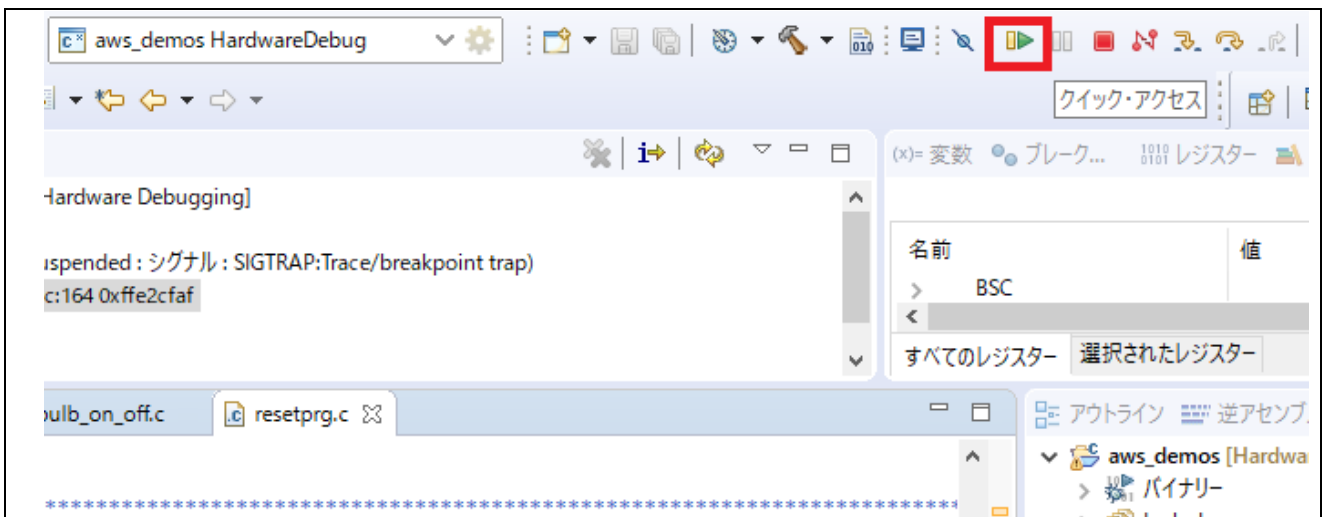 aws_demos HardwareDebug
010
クイック・アクセス
i
(x)= 変数 ブレーク... 1010 0101 レジスター
Hardware Debugging]
uspended : シグナル : SIGTRAP:Trace/breakpoint trap)
c:164 0xffe2cfaf
名前 値
BSC
すべてのレジスター 選択されたレジスター
bulb_on_off.c .c resetprg.c
アウトライン 逆アセンブ
aws_demos [Hardwa
****************************************************************************
バイナリー